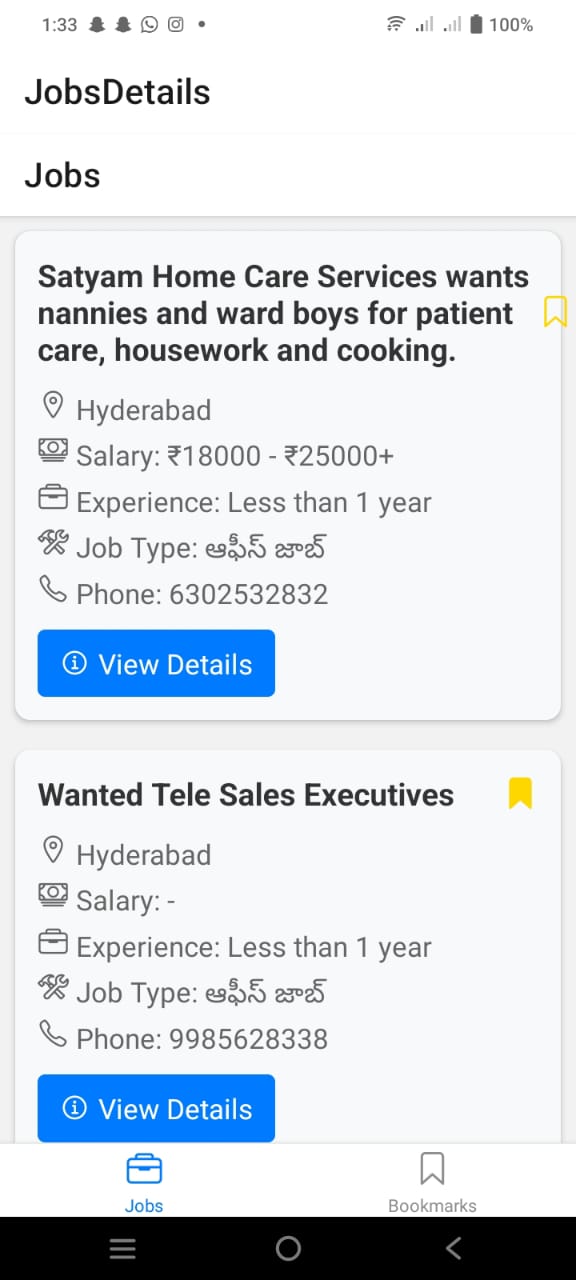 1:33
100%
JobsDetails
Jobs
Satyam Home Care Services wants
nannies and ward boys for patient
care, housework and cooking.
Hyderabad
Salary: ₹18000 - ₹25000+
Experience: Less than 1 year
Job Type: ఆఫీస్ జాబ్
Phone: 6302532832
View Details
Wanted Tele Sales Executives
Hyderabad
Salary: -
Experience: Less than 1 year
Job Type: ఆఫీస్ జాబ్
Phone: 9985628338
View Details
Jobs
Bookmarks